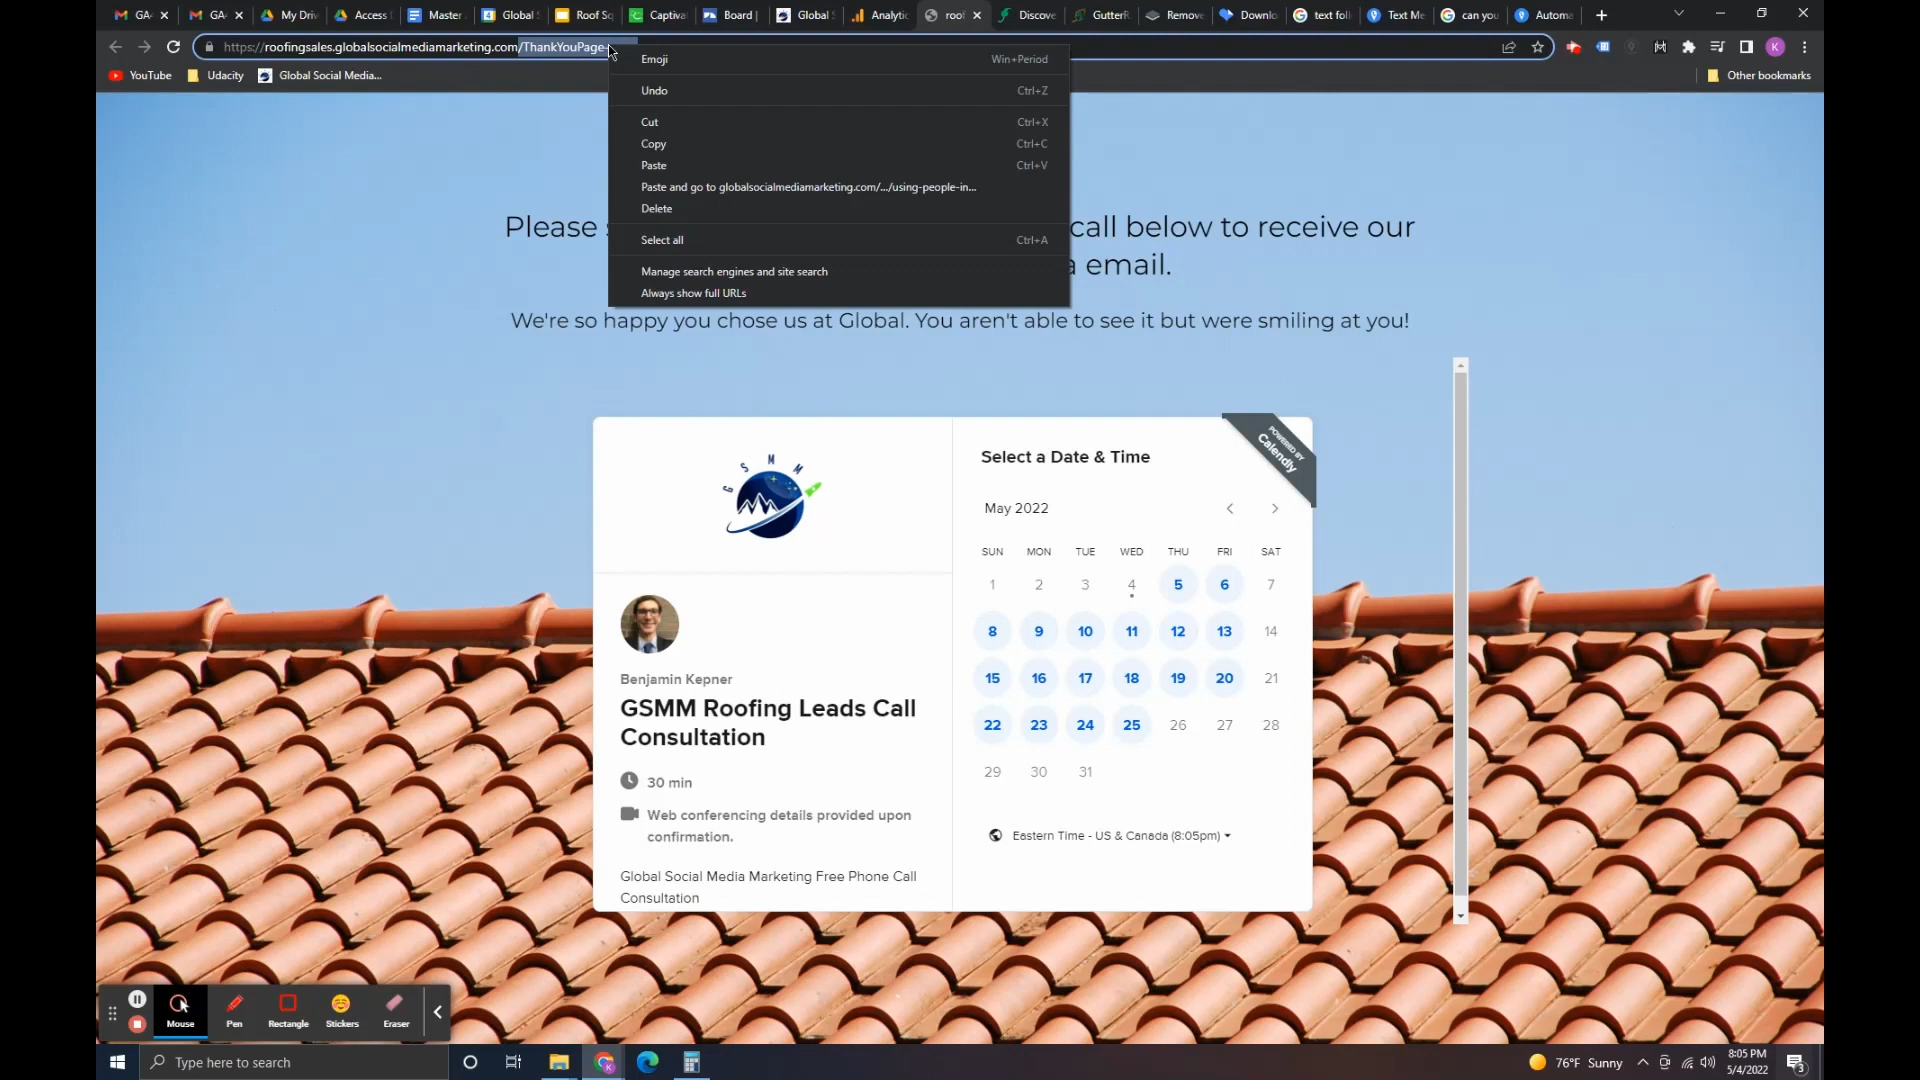 GA
GA
My Driv
Access
Master
Global S
Roof Sq
Captiva
Board |
Global S
Analytic
roof
Discove
GutterR
Remove
Downlo
text foll
Text Me
can you
Automa
https://roofingsales.globalsocialmediamarketing.com/ThankYouPage
K
YouTube
Udacity
Global Social Media...
Other bookmarks
Emoji Win+Period
Undo Ctrl+Z
Cut Ctrl+X
Copy Ctrl+C
Paste Ctrl+V
Paste and go to globalsocialmediamarketing.com/.../using-people-in...
Delete
Select all Ctrl+A
Manage search engines and site search
Always show full URLs
Please call below to receive our
email.
We're so happy you chose us at Global. You aren't able to see it but were smiling at you!
GSMM
Benjamin Kepner
GSMM Roofing Leads Call
Consultation
30 min
Web conferencing details provided upon
confirmation.
Global Social Media Marketing Free Phone Call
Consultation
POWERED BY
Calendly
Select a Date & Time
May 2022
SUN MON TUE WED THU FRI SAT
1 2 3 4 5 6 7
8 9 10 11 12 13 14
15 16 17 18 19 20 21
22 23 24 25 26 27 28
29 30 31
Eastern Time - US & Canada (8:05pm)
Mouse
Pen
Rectangle
Stickers
Eraser
Type here to search
76°F Sunny
8:05 PM
5/4/2022
3